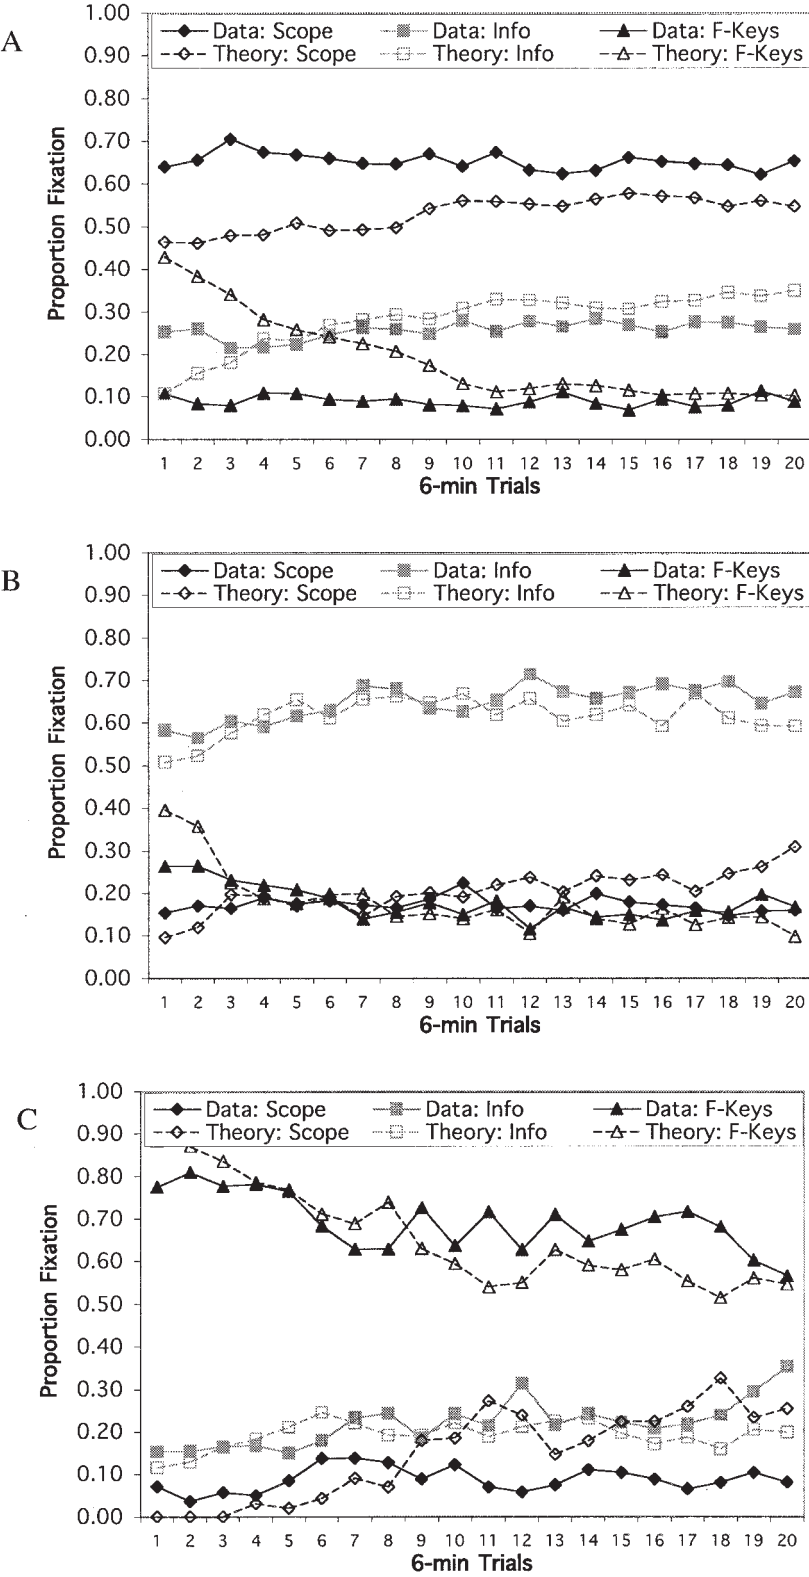 A
Data: Scope Data: Info Data: F-Keys
Theory: Scope Theory: Info Theory: F-Keys
1.00
0.90
0.80
0.70
0.60
0.50
0.40
0.30
0.20
0.10
0.00
Proportion Fixation
1 2 3 4 5 6 7 8 9 10 11 12 13 14 15 16 17 18 19 20
6-min Trials
B
Data: Scope Data: Info Data: F-Keys
Theory: Scope Theory: Info Theory: F-Keys
1.00
0.90
0.80
0.70
0.60
0.50
0.40
0.30
0.20
0.10
0.00
Proportion Fixation
1 2 3 4 5 6 7 8 9 10 11 12 13 14 15 16 17 18 19 20
6-min Trials
C
Data: Scope Data: Info Data: F-Keys
Theory: Scope Theory: Info Theory: F-Keys
1.00
0.90
0.80
0.70
0.60
0.50
0.40
0.30
0.20
0.10
0.00
Proportion Fixation
1 2 3 4 5 6 7 8 9 10 11 12 13 14 15 16 17 18 19 20
6-min Trials